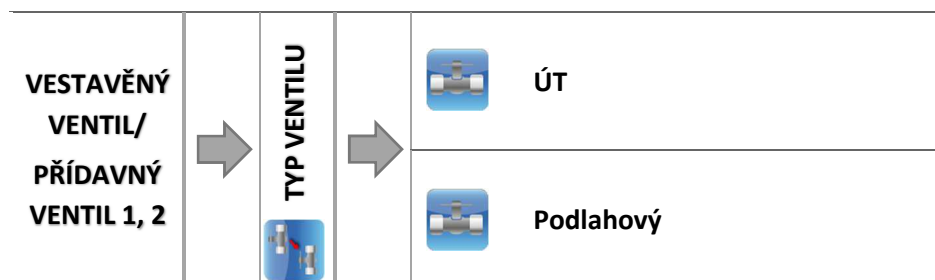 VESTAVĚNÝ
VENTIL/
PŘÍDAVNÝ
VENTIL 1, 2
TYP VENTILU
ÚT
Podlahový